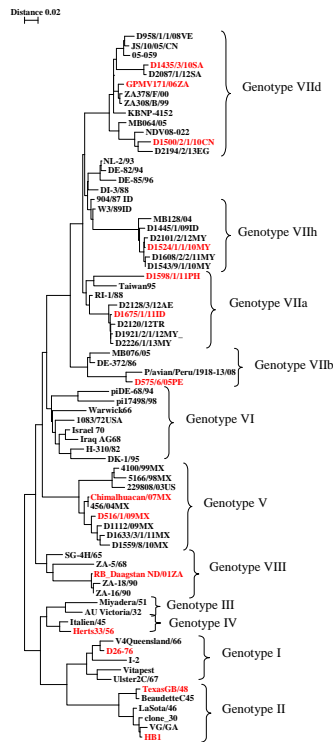 Distance 0.02
D958/1/1/08VE
JS/10/05/CN
05-059
D1435/3/10SA
D2087/1/12SA
GPMV171/06ZA
ZA378/F/00
ZA308/B/99
KBNP-4152
MB064/05
NDV08-022
D1500/2/1/10CN
D2194/2/13EG
Genotype VIId
NL-2/93
DE-82/94
DE-85/96
DI-3/88
904/87 ID
W3/89ID
MB128/04
D1445/1/09ID
D2101/2/12MY
D1524/1/1/10MY
D1608/2/2/11MY
D1543/9/1/10MY
Genotype VIIh
D1598/1/11PH
Taiwan95
RI-1/88
D2128/3/12AE
D1675/1/11ID
D2120/12TR
D1921/2/1/12MY_
D2226/1/13MY
Genotype VIIa
MB076/05
DE-372/86
P/avian/Peru/1918-13/08
D575/6/05PE
Genotype VIIb
piDE-68/94
pi17498/98
Warwick66
1083/72USA
Israel 70
Iraq AG68
H-310/82
DK-1/95
Genotype VI
4100/99MX
5166/98MX
229808/03US
Chimalhuacan/07MX
456/04MX
D516/1/09MX
D1112/09MX
D1633/3/1/11MX
D1559/8/10MX
Genotype V
SG-4H/65
ZA-5/68
RB_Daagstan ND/01ZA
ZA-18/90
ZA-16/90
Genotype VIII
Miyadera/51
AU Victoria/32
Genotype III
Italien/45
Herts33/56
Genotype IV
V4Queensland/66
D26-76
I-2
Vitapest
Ulster2C/67
Genotype I
TexasGB/48
BeaudetteC45
LaSota/46
clone_30
VG/GA
HB1
Genotype II